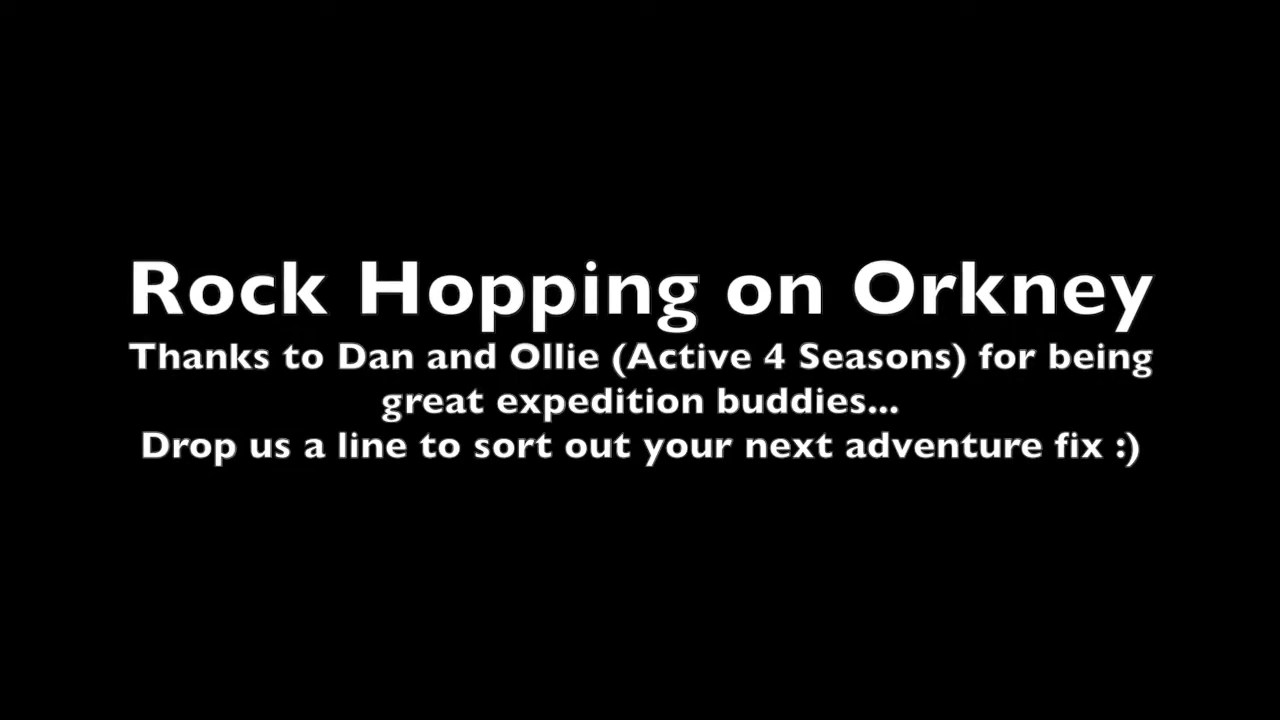 Rock Hopping on Orkney
Thanks to Dan and Ollie (Active 4 Seasons) for being
great expedition buddies...
Drop us a line to sort out your next adventure fix :)